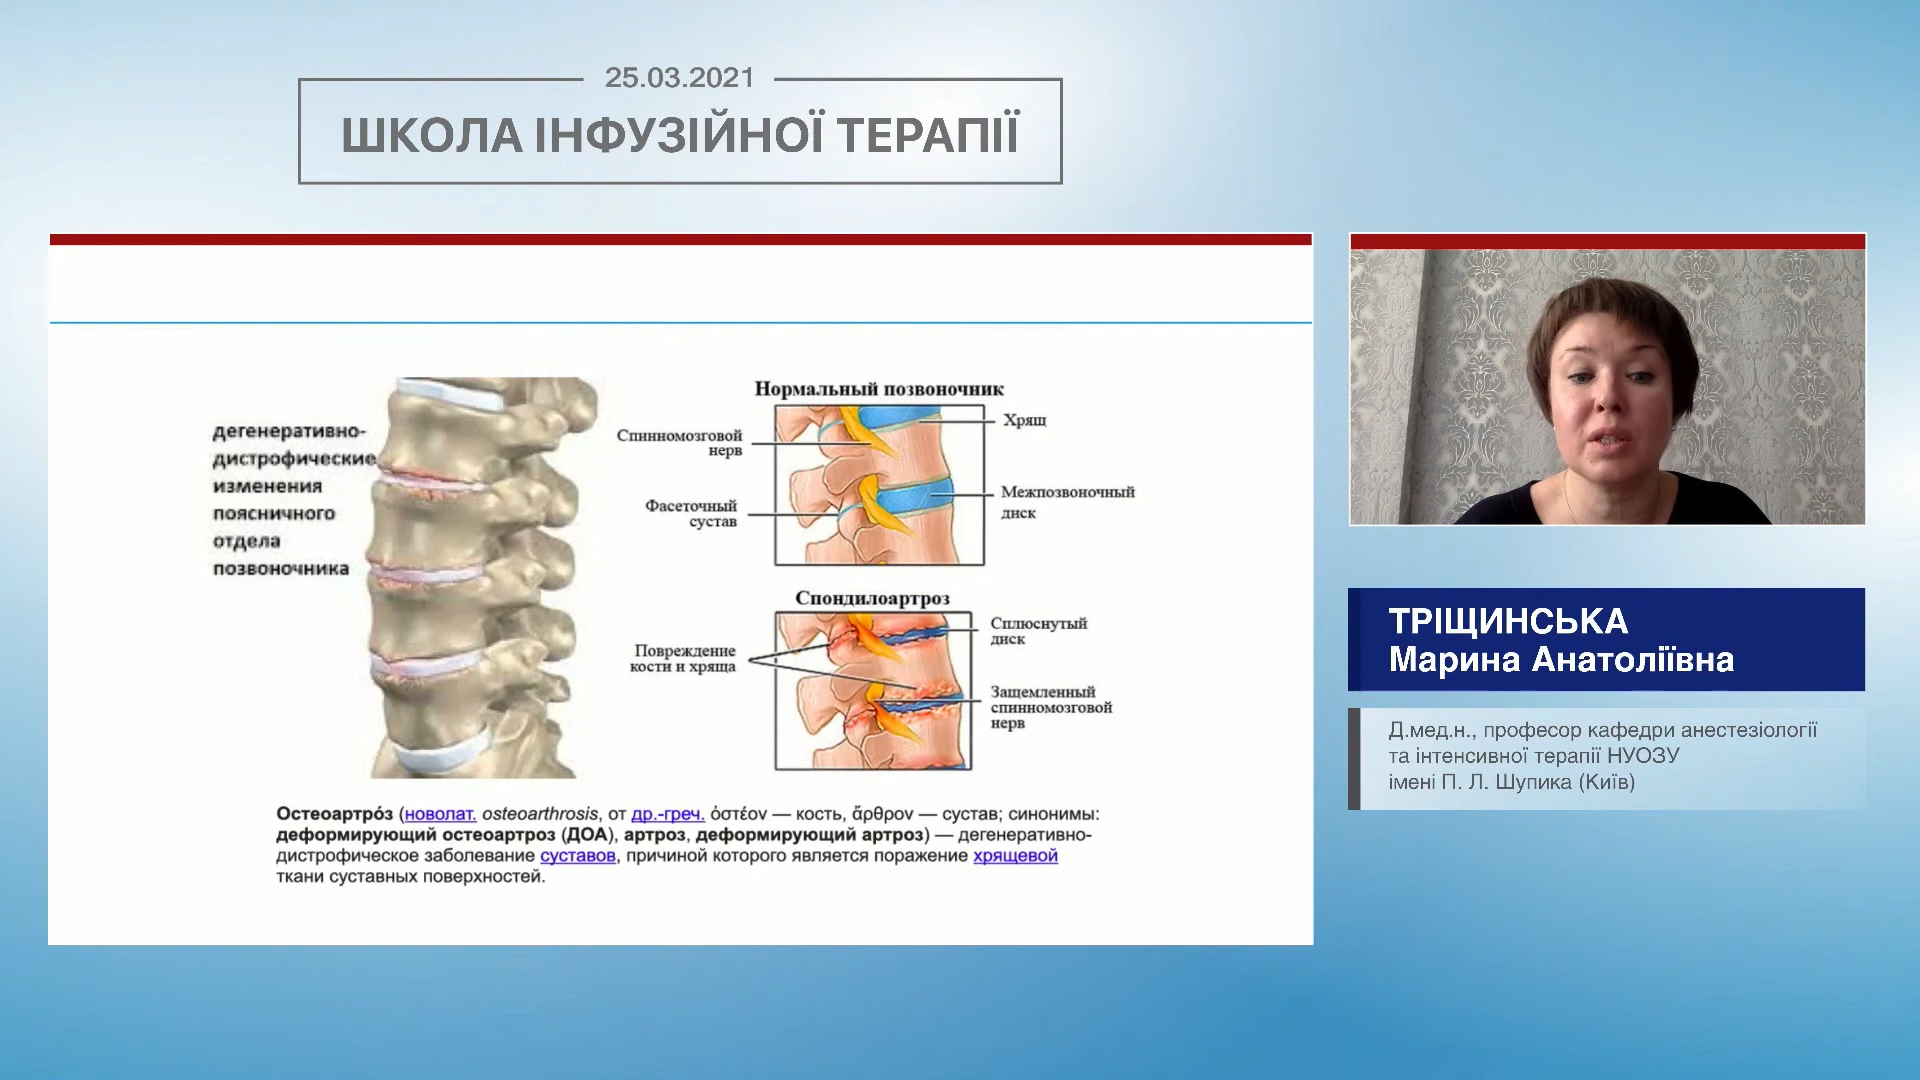 25.03.2021
ШКОЛА ІНФУЗІЙНОЇ ТЕРАПІЇ
дегенеративно-
дистрофические
изменения
поясничного
отдела
позвоночника
Нормальный позвоночник
Спинномозговой
нерв
Хрящ
Фасеточный
сустав
Межпозвоночный
диск
Спондилоартроз
Повреждение
кости и хряща
Сплюснутый
диск
Защемленный
спинномозговой
нерв
Остеоартро́з (новолат. osteoarthrosis, от др.-греч. ὀστέον — кость, ἄρθρον — сустав; синонимы:
деформирующий остеоартроз (ДОА), артроз, деформирующий артроз) — дегенеративно-
дистрофическое заболевание суставов, причиной которого является поражение хрящевой
ткани суставных поверхностей.
ТРІЩИНСЬКА
Марина Анатоліївна
Д.мед.н., професор кафедри анестезіології
та інтенсивної терапії НУОЗУ
імені П. Л. Шупика (Київ)